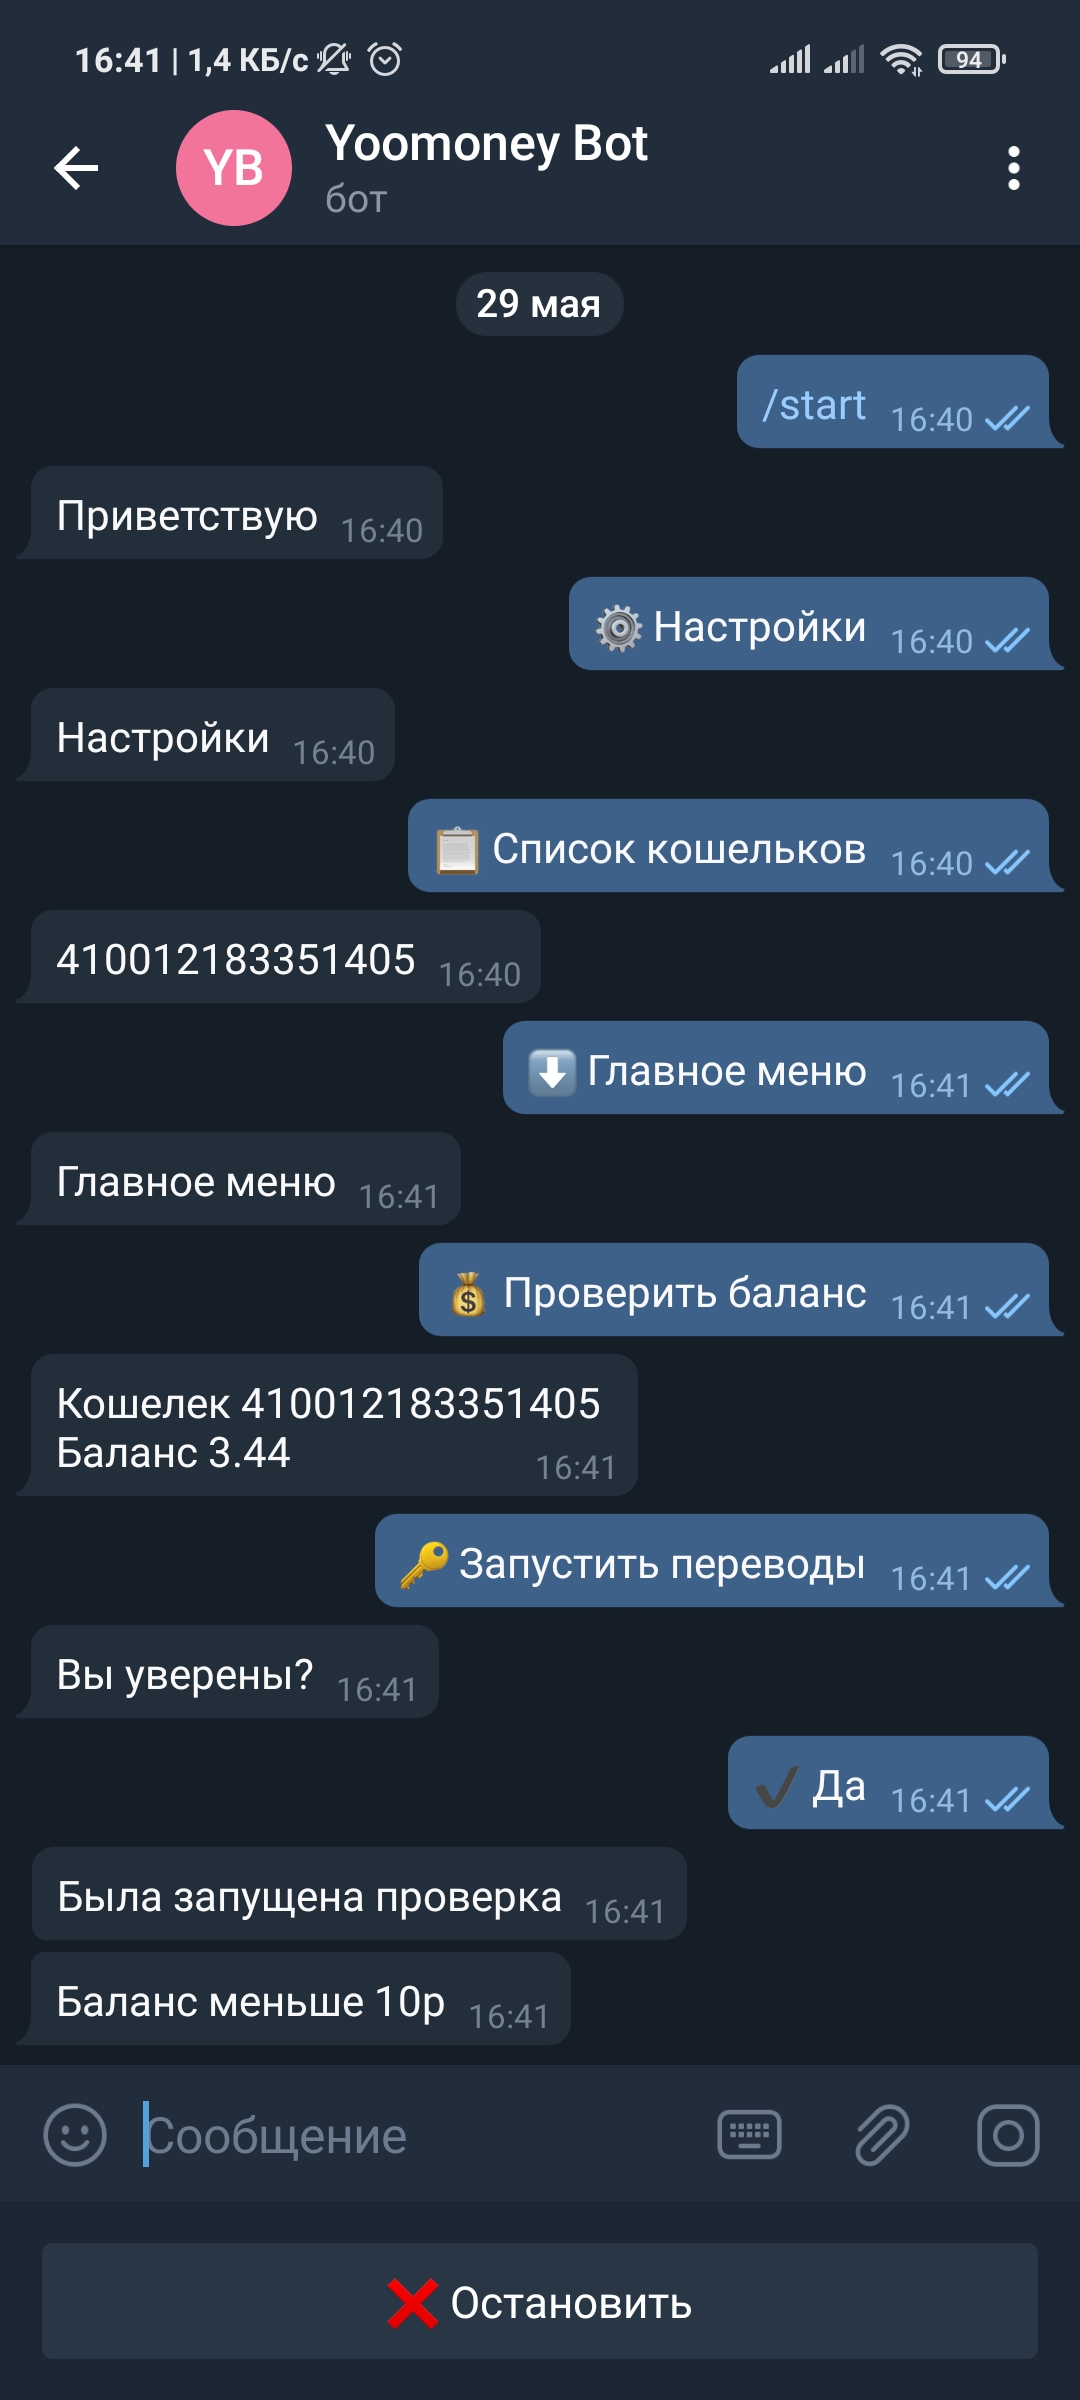 16:41 | 1,4 КБ/с
94
YB
Yoomoney Bot
бот
29 мая
/start 16:40
Приветствую 16:40
Настройки 16:40
Настройки 16:40
Список кошельков 16:40
410012183351405 16:40
Главное меню 16:41
Главное меню 16:41
Проверить баланс 16:41
Кошелек 410012183351405
Баланс 3.44 16:41
Запустить переводы 16:41
Вы уверены? 16:41
Да 16:41
Была запущена проверка 16:41
Баланс меньше 10р 16:41
Сообщение
Остановить